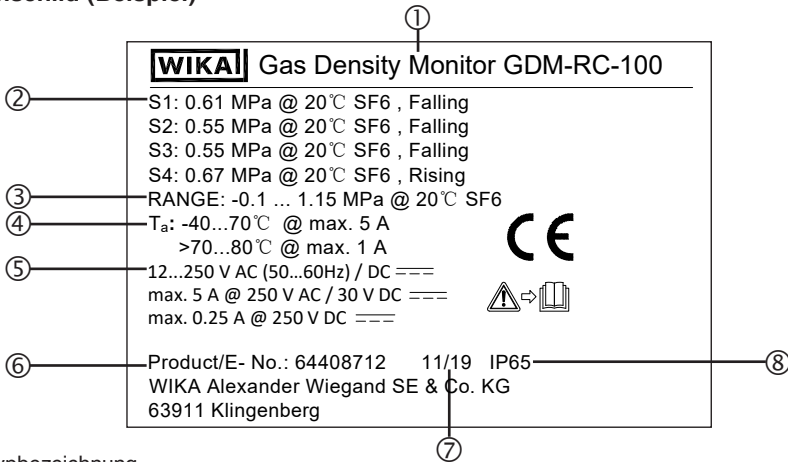 ①
WIKA Gas Density Monitor GDM-RC-100
② S1: 0.61 MPa @ 20℃ SF6 , Falling
S2: 0.55 MPa @ 20℃ SF6 , Falling
S3: 0.55 MPa @ 20℃ SF6 , Falling
S4: 0.67 MPa @ 20℃ SF6 , Rising
③ RANGE: -0.1 ... 1.15 MPa @ 20℃ SF6
④ Ta: -40...70℃ @ max. 5 A
>70...80℃ @ max. 1 A
CE
⑤ 12...250 V AC (50...60Hz) / DC ⎓
max. 5 A @ 250 V AC / 30 V DC ⎓
max. 0.25 A @ 250 V DC ⎓
⑥ Product/E- No.: 64408712 11/19 IP65 ⑧
WIKA Alexander Wiegand SE & Co. KG
63911 Klingenberg
⑦